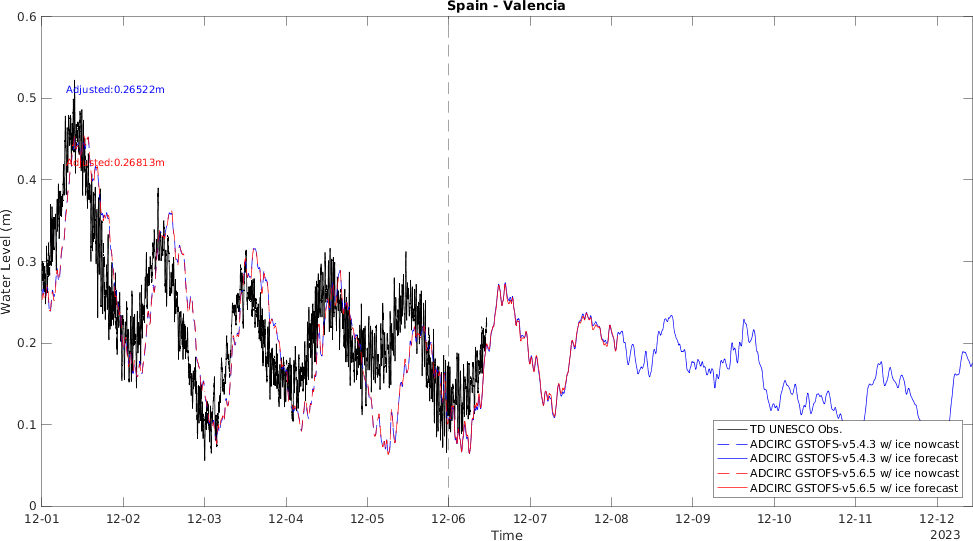 Spain - Valencia
0.6
0.5
0.4
0.3
0.2
0.1
0
Water Level (m)
Adjusted:0.26522m
Adjusted:0.26813m
TD UNESCO Obs.
ADCIRC GSTOFS-v5.4.3 w/ ice nowcast
ADCIRC GSTOFS-v5.4.3 w/ ice forecast
ADCIRC GSTOFS-v5.6.5 w/ ice nowcast
ADCIRC GSTOFS-v5.6.5 w/ ice forecast
12-01 12-02 12-03 12-04 12-05 12-06 12-07 12-08 12-09 12-10 12-11 12-12
Time
2023